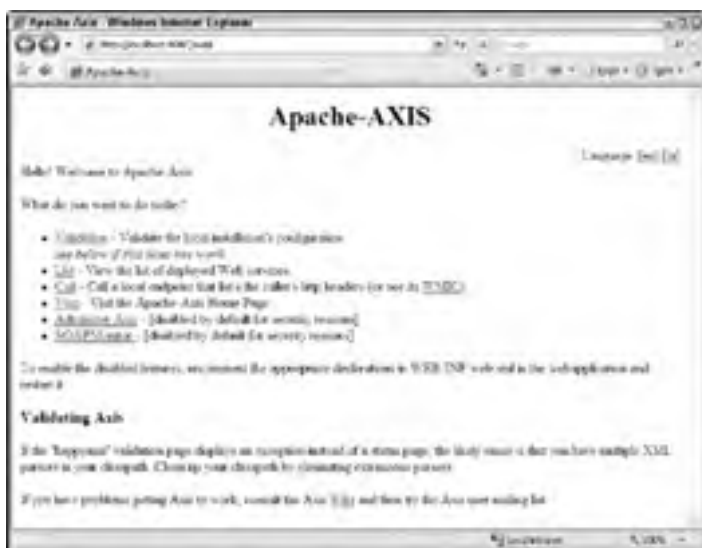 Apache Axis - Windows Internet Explorer
Apache-Axis
Apache-AXIS
Language: [en] [ja]
Hello! Welcome to Apache-Axis.
What do you want to do today?
Validation - Validate the local installation's configuration
see below if this does not work.
List - View the list of deployed Web services
Call - Call a local endpoint that list's the caller's http headers (or see its WSDL).
Visit - Visit the Apache-Axis Home Page
Administer Axis - [disabled by default for security reasons]
SOAPMonitor - [disabled by default for security reasons]
To enable the disabled features, uncomment the appropriate declarations in WEB-INF/web.xml in the webapplication and
restart it.
Validating Axis
If the "happyaxis" validation page displays an exception instead of a status page, the likely cause is that you have multiple XML
parsers in your classpath. Clean up your classpath by eliminating extraneous parsers.
If you have problems getting Axis to work, consult the Axis Wiki and then try the Axis user mailing list.
100%